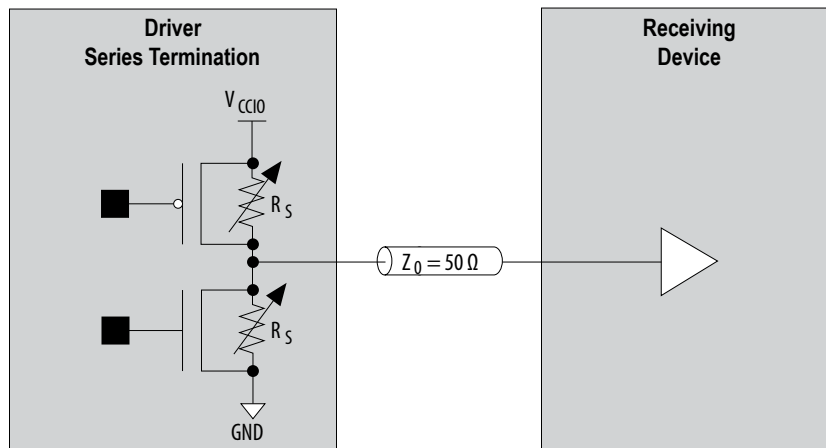 Driver
Series Termination
Receiving
Device
V CCIO
R S
Z 0 = 50 Ω
R S
GND